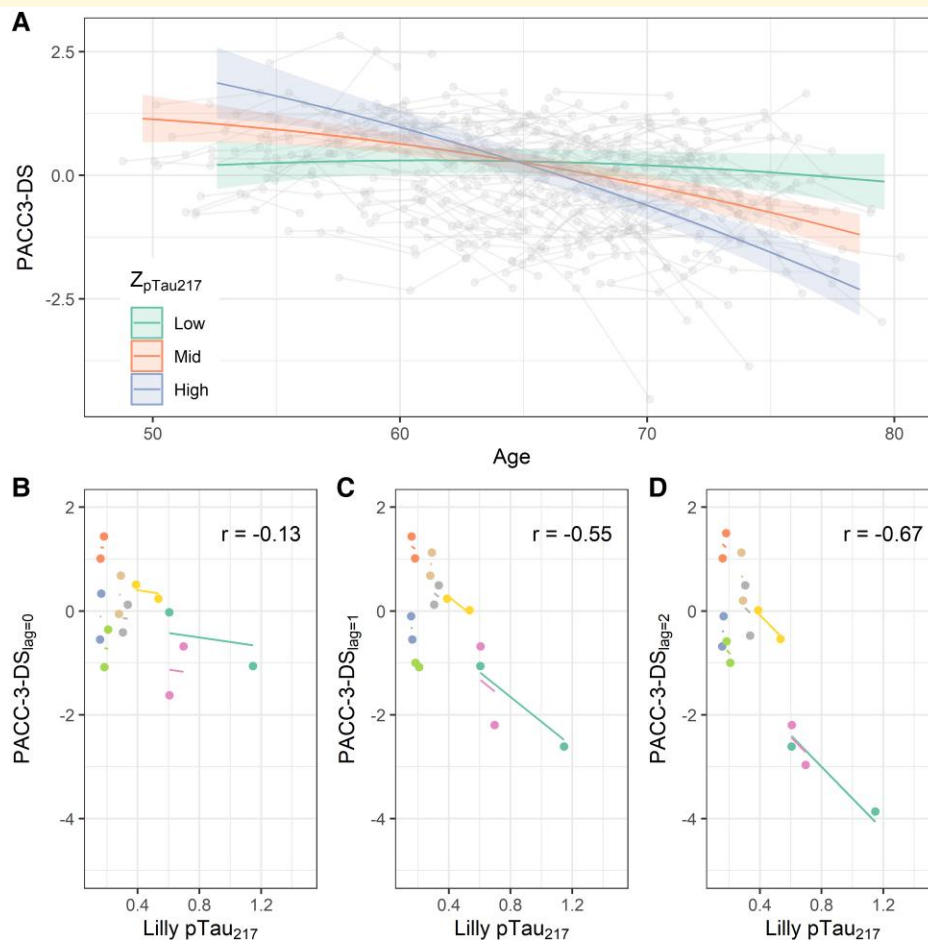 A
2.5
0.0
-2.5
PACC3-DS
Z_pTau217
Low
Mid
High
50 60 70 80
Age
B
2
0
-2
-4
PACC-3-DS_lag=0
r = -0.13
0.4 0.8 1.2
Lilly pTau_217
C
2
0
-2
-4
PACC-3-DS_lag=1
r = -0.55
0.4 0.8 1.2
Lilly pTau_217
D
2
0
-2
-4
PACC-3-DS_lag=2
r = -0.67
0.4 0.8 1.2
Lilly pTau_217